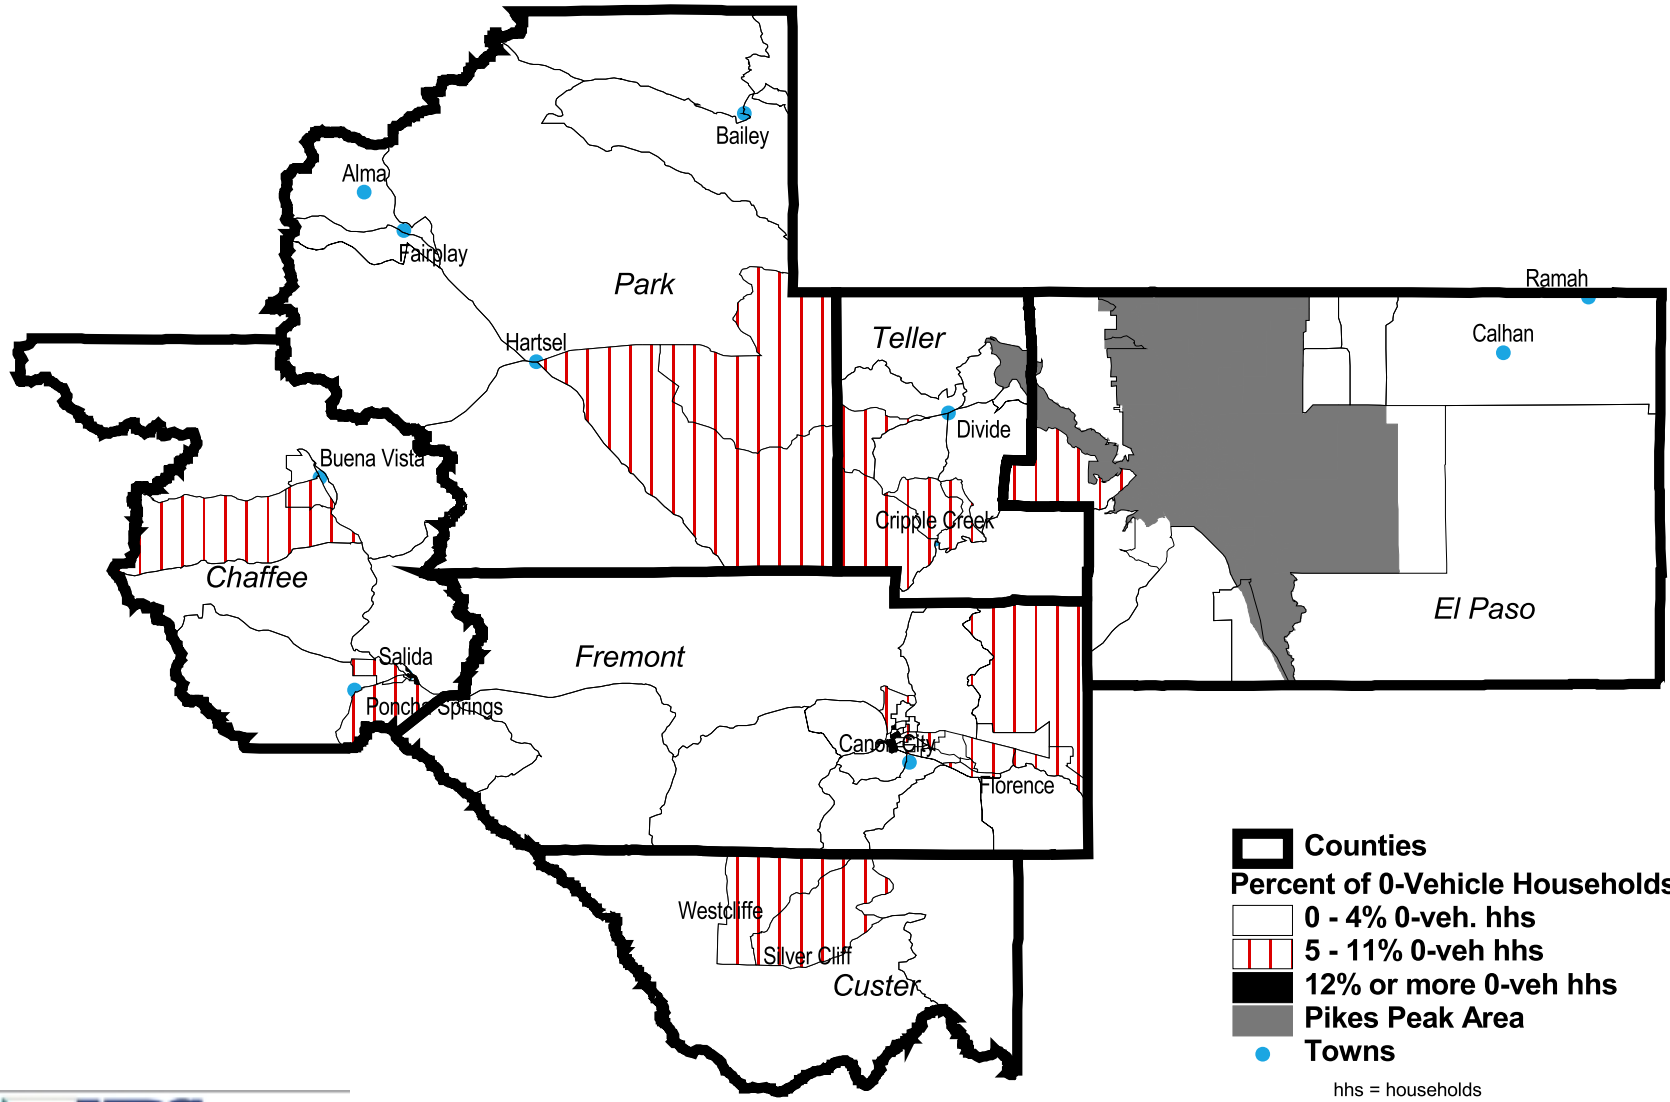 Bailey
Alma
Fairplay
Park
Ramah
Hartsel
Teller
Calhan
Divide
Buena Vista
Cripple Creek
Chaffee
El Paso
Salida
Fremont
Poncha Springs
Canon City
Florence
Westcliffe
Silver Cliff
Custer
Counties
Percent of 0-Vehicle Households
0 - 4% 0-veh. hhs
5 - 11% 0-veh hhs
12% or more 0-veh hhs
Pikes Peak Area
Towns
hhs = households